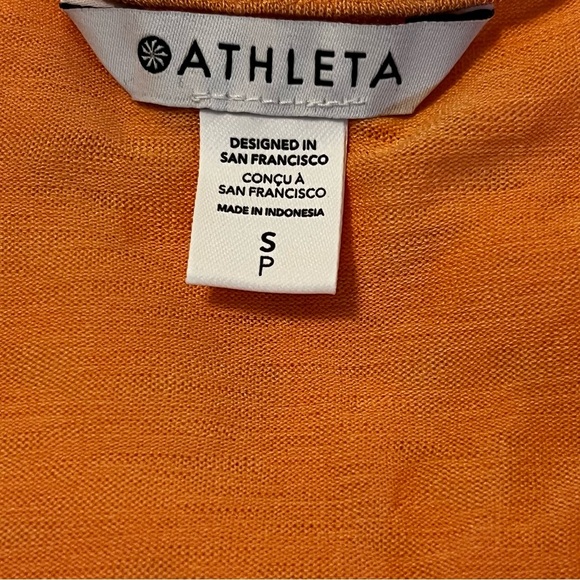 ATHLETA
DESIGNED IN
SAN FRANCISCO
CONÇU À
SAN FRANCISCO
MADE IN INDONESIA
S
P